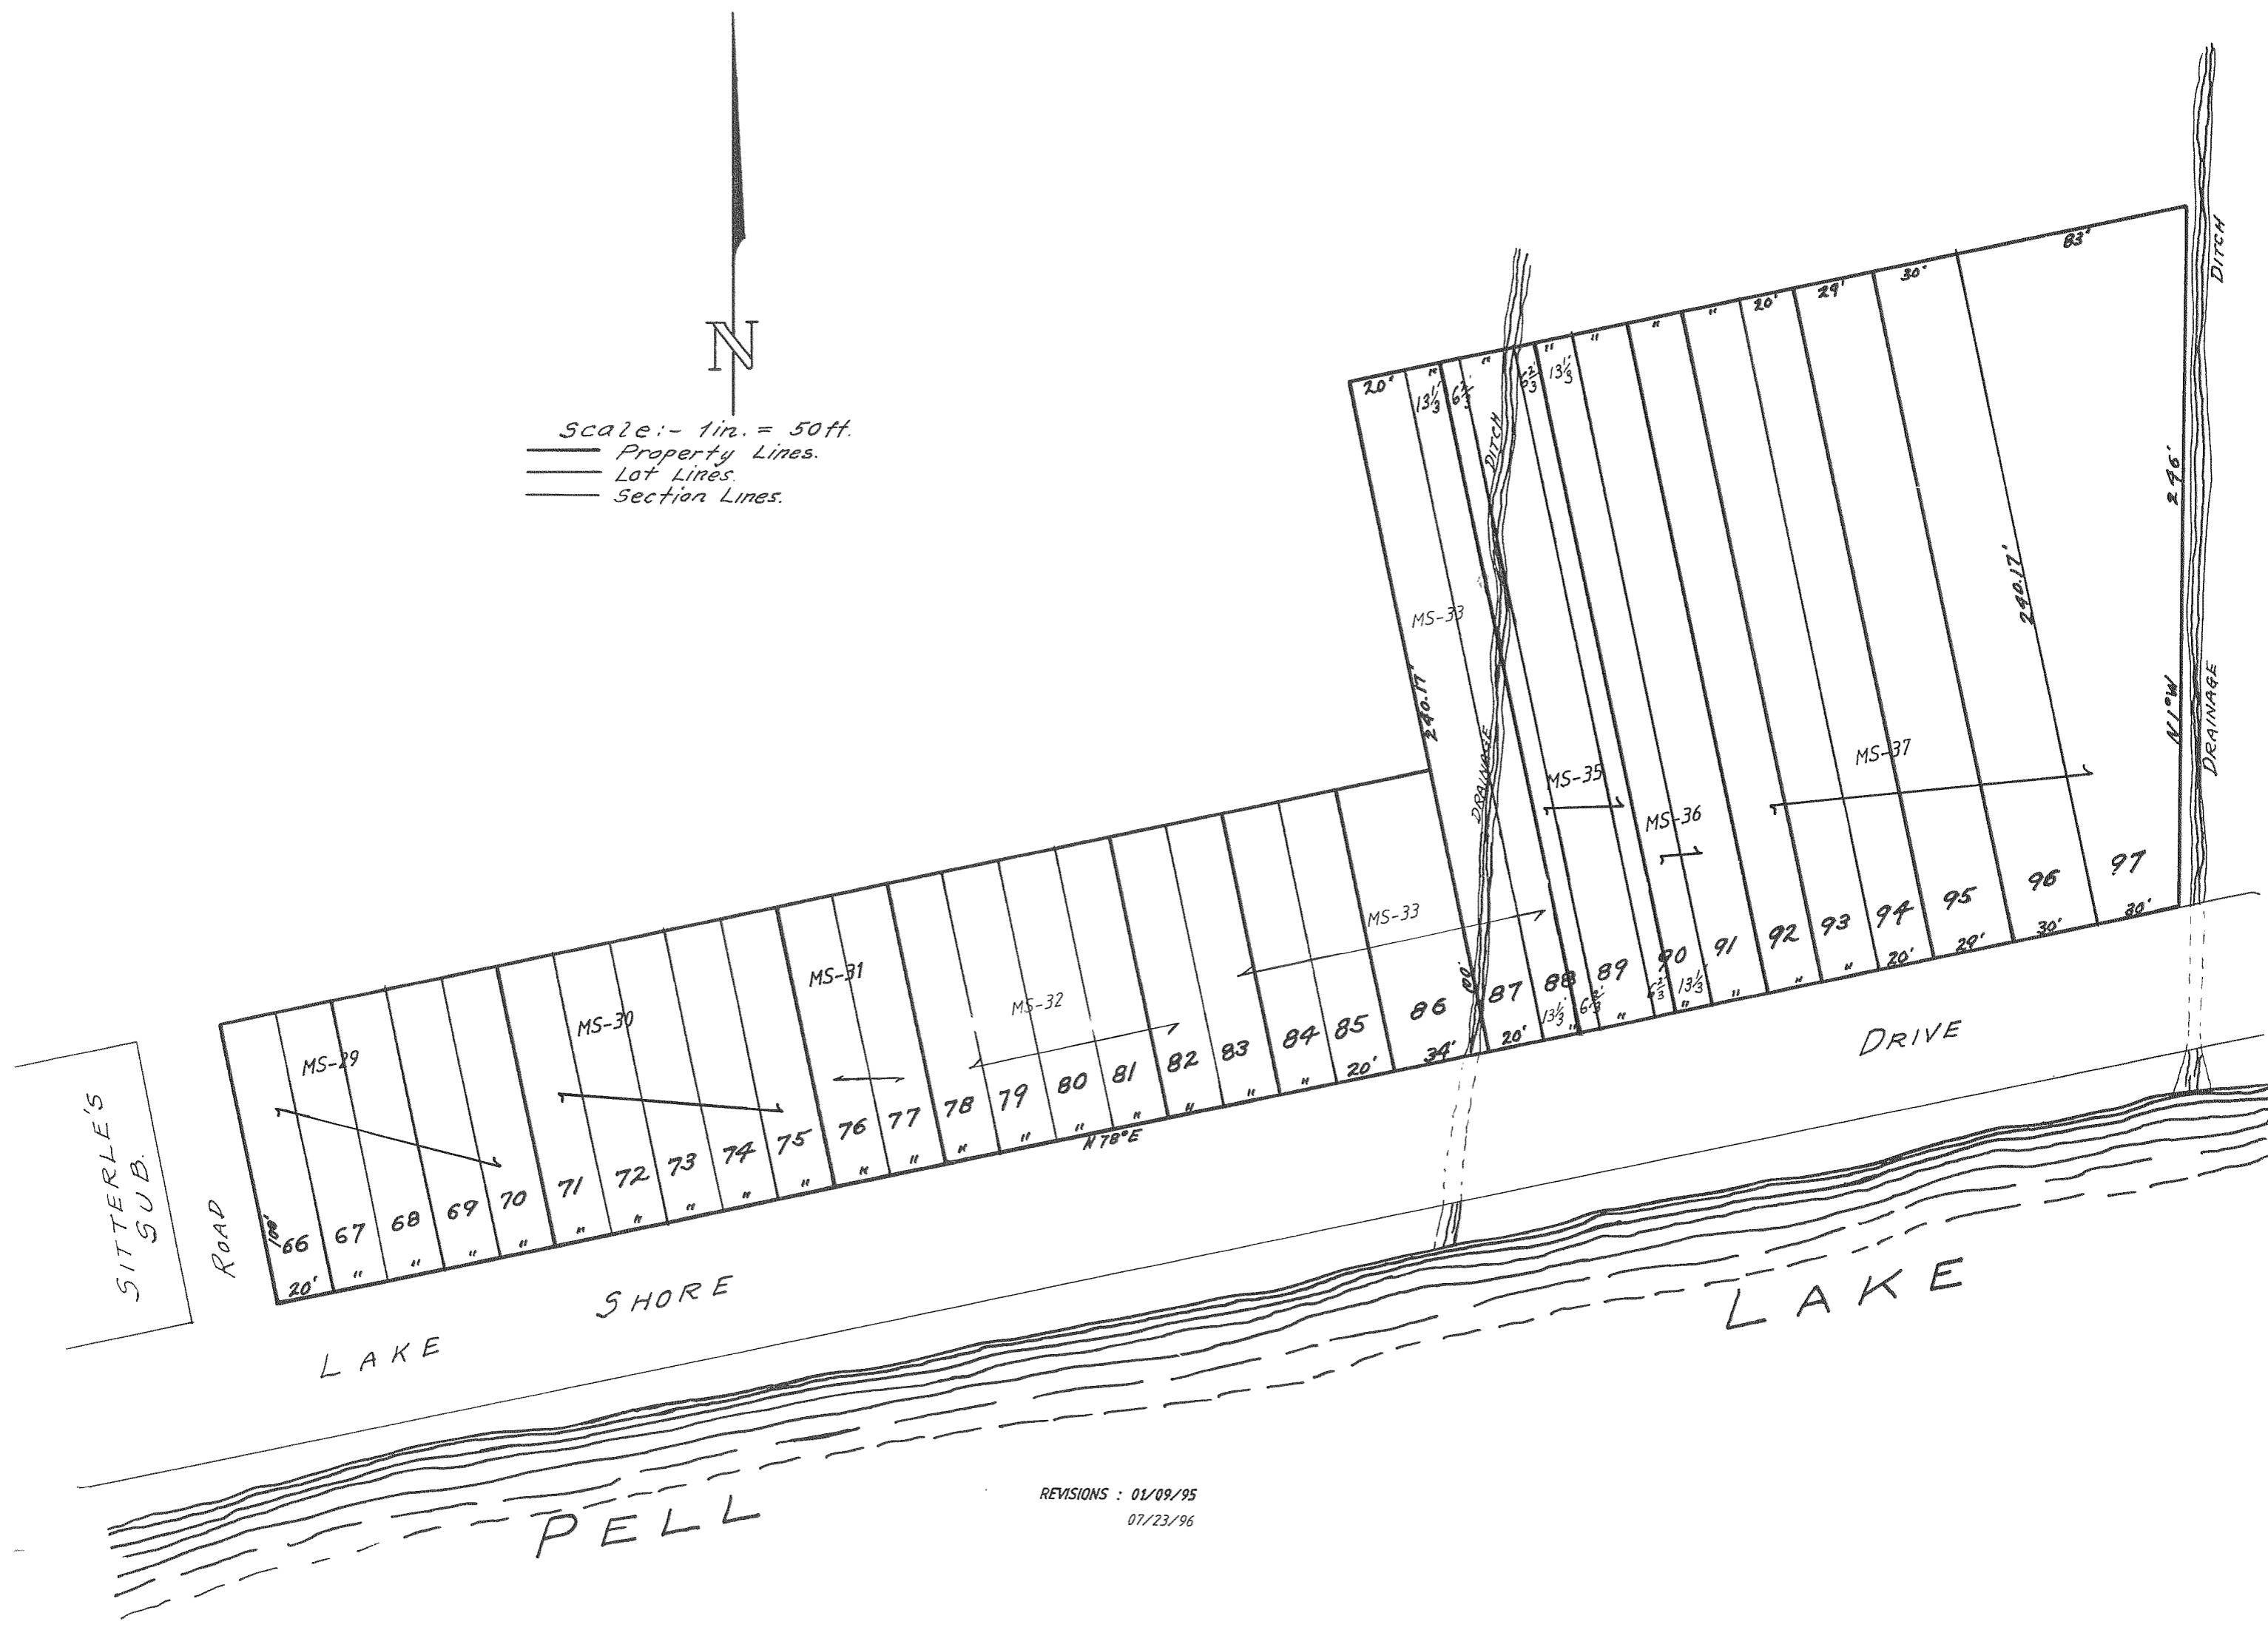 N
Scale:- 1in. = 50ft.
Property Lines.
Lot Lines.
Section Lines.
83'
30'
29'
20'
"
"
"
"
"
"
20'
13⅓'
6⅔'
6⅔
13⅓'
DITCH
DITCH
246'
240.17'
N1°W
DRAINAGE
MS-33
240.17'
DRAINAGE
MS-37
MS-35
MS-36
MS-33
MS-31
MS-32
MS-30
MS-29
100'
100'
66 67 68 69 70 71 72 73 74 75 76 77 78 79 80 81 82 83 84 85 86 87 88 89 90 91 92 93 94 95 96 97
20' " " " " " " " " " " " " " " " " " " 20' 34' 20' 13⅓' " 6⅔' " 6⅔ " 13⅓' " " " 20' 29' 30' 30'
N 78° E
SITTERLE'S
SUB.
ROAD
LAKE SHORE DRIVE
PELL LAKE
REVISIONS : 01/09/95
07/23/96